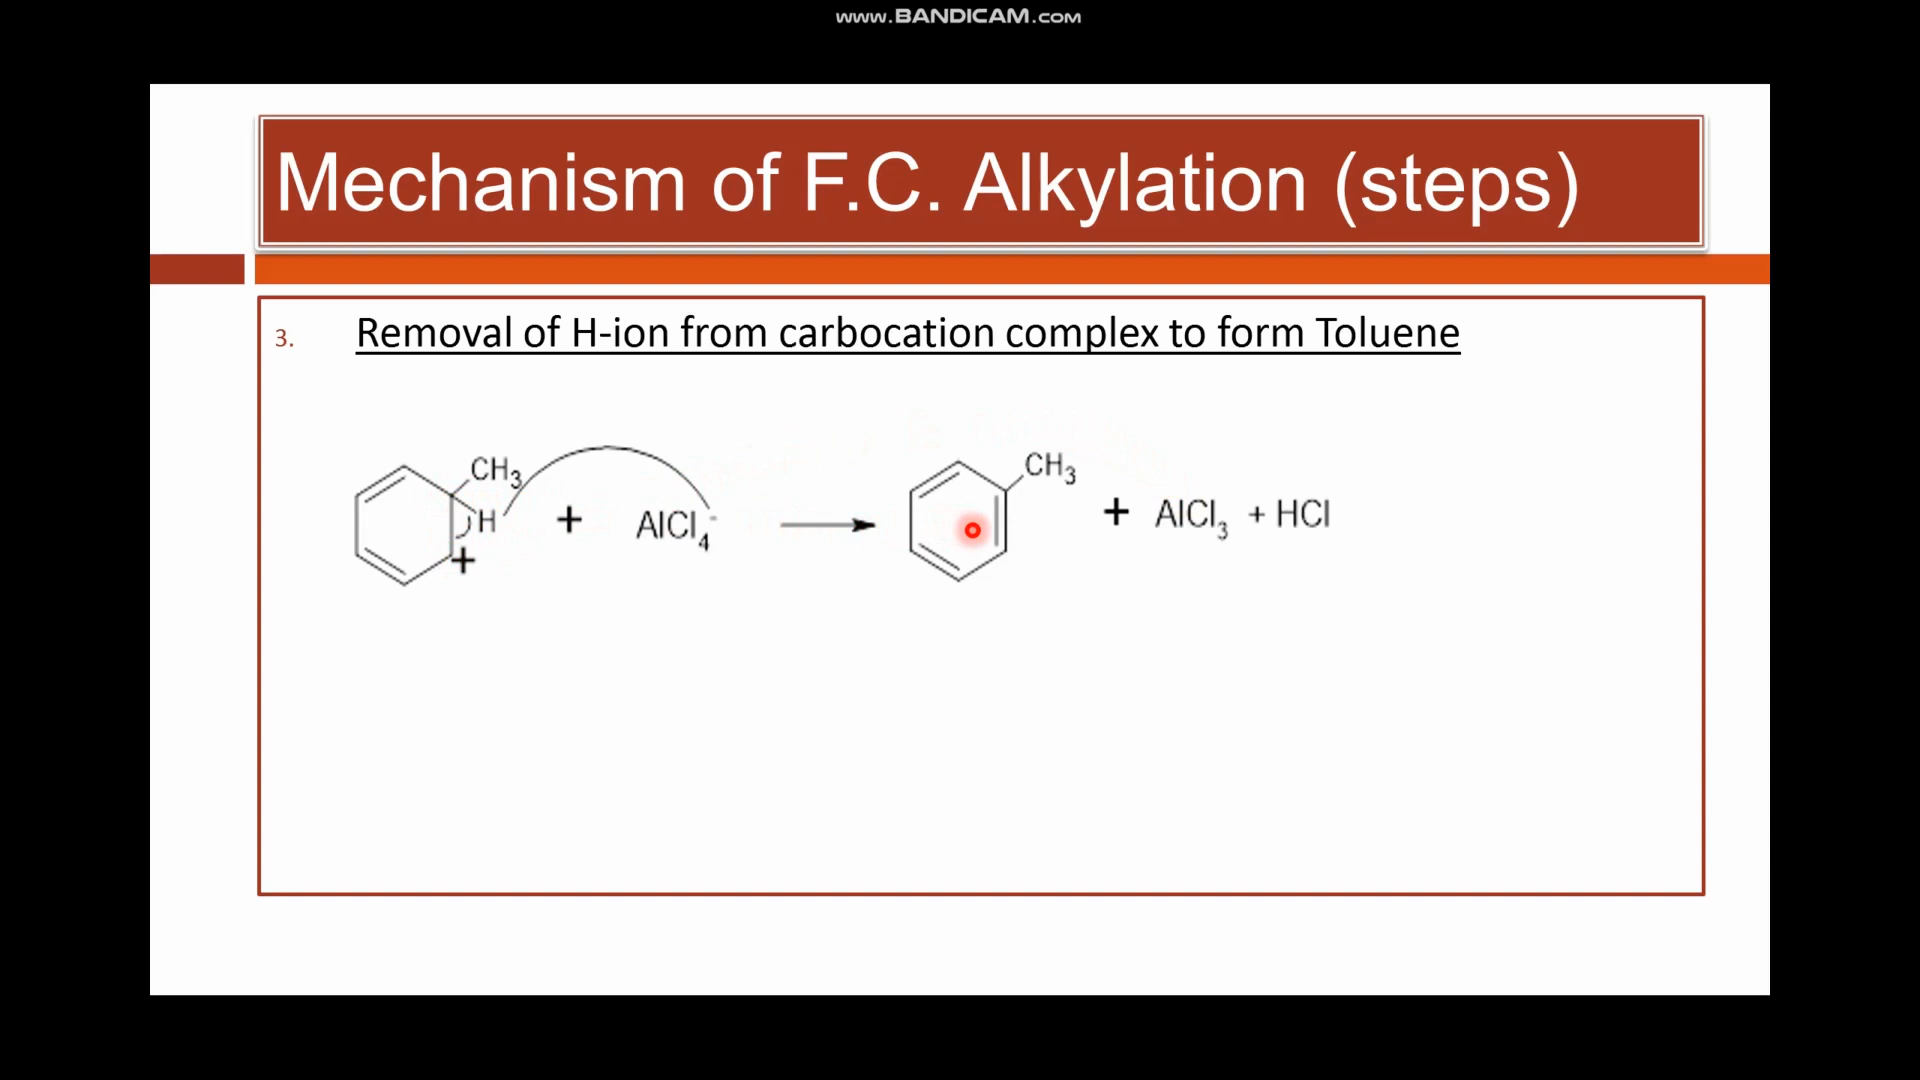 www.BANDICAM.com
Mechanism of F.C. Alkylation (steps)
3. Removal of H-ion from carbocation complex to form Toluene
CH3 H + + AlCl4- CH3 + AlCl3 + HCl